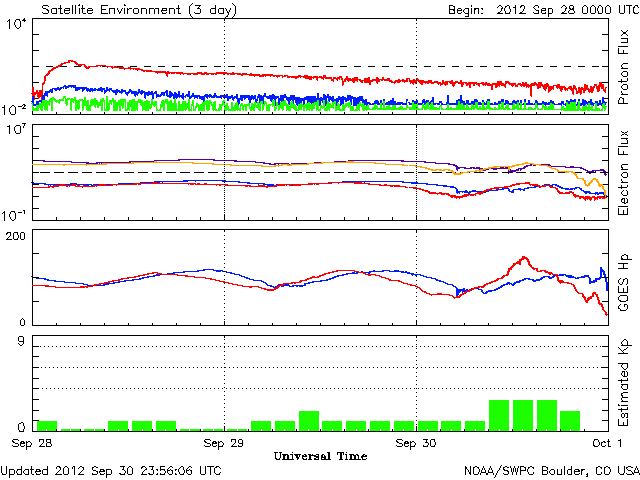 Satellite Environment (3 day) Begin: 2012 Sep 28 0000 UTC
10^4
10^-2
Proton Flux
10^7
10^-1
Electron Flux
200
0
GOES Hp
9
0
Estimated Kp
Sep 28 Sep 29 Sep 30 Oct 1
Universal Time
Updated 2012 Sep 30 23:56:06 UTC NOAA/SWPC Boulder, CO USA